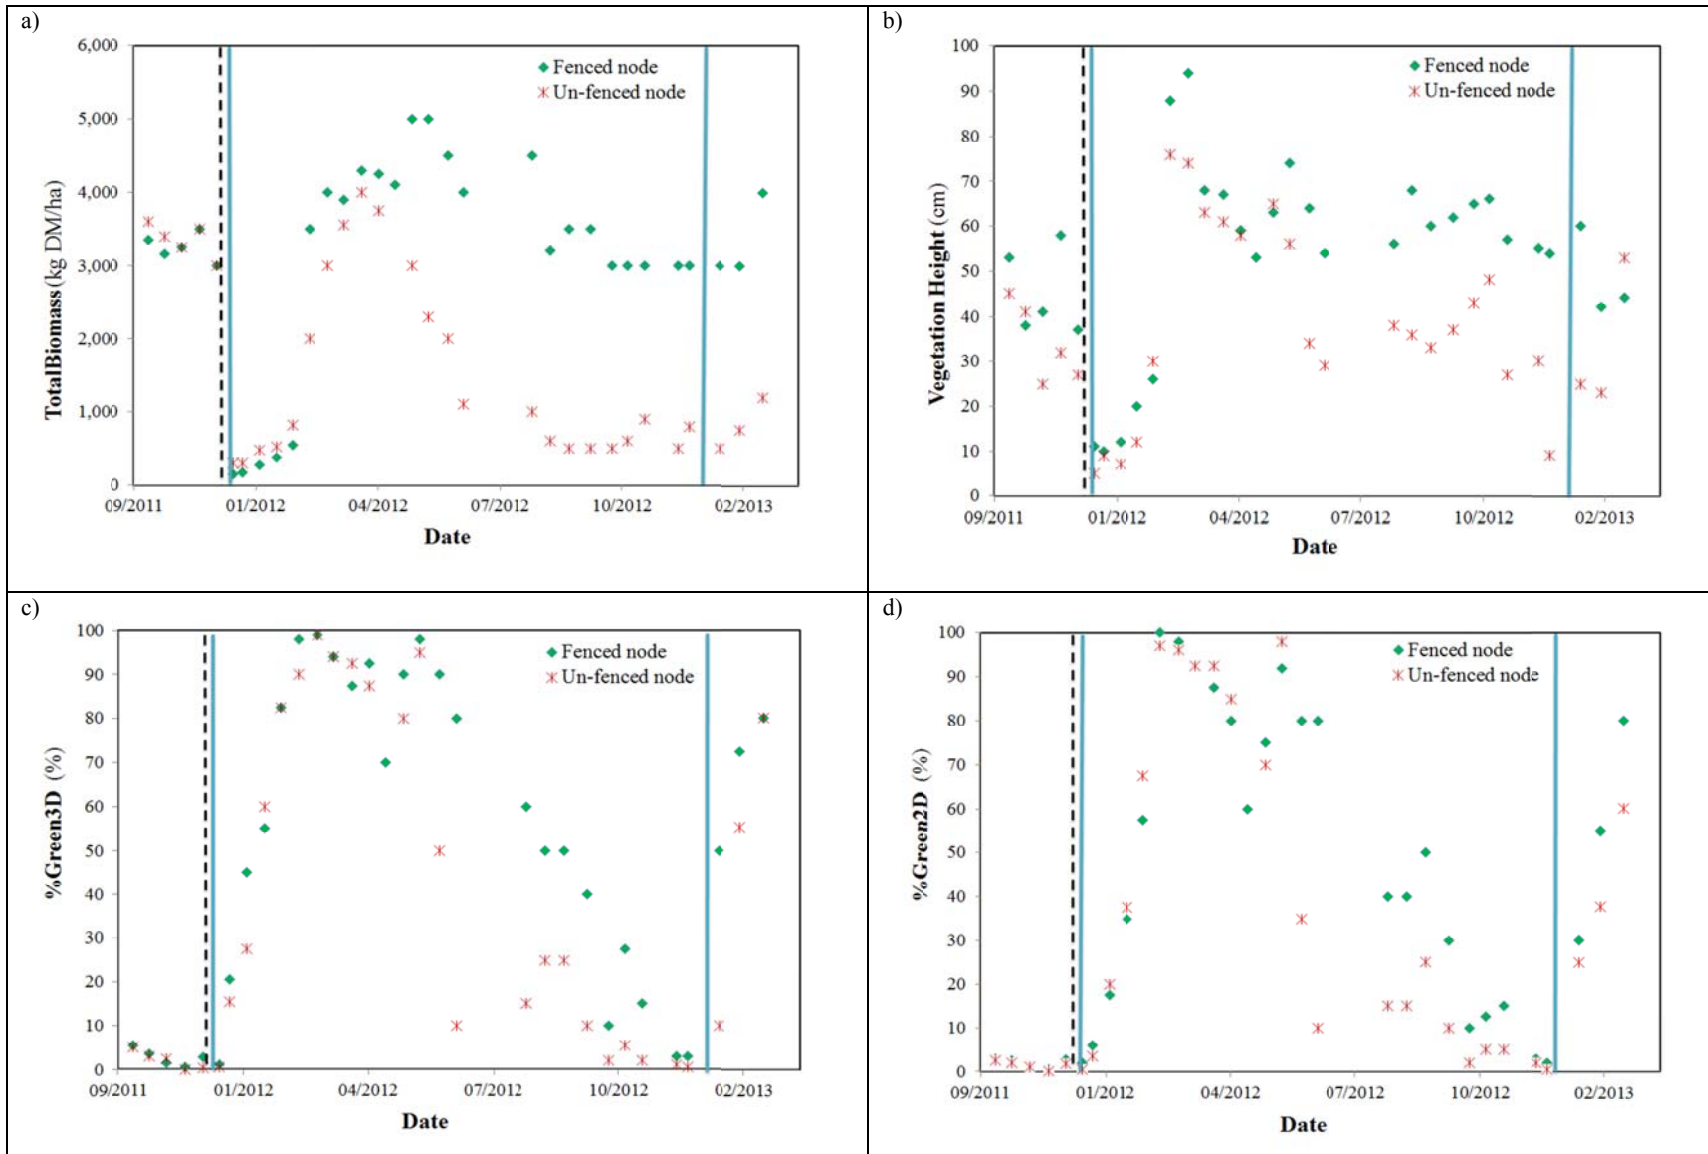 a)
6,000
5,000
4,000
3,000
2,000
1,000
0
TotalBiomass (kg DM/ha)
Fenced node
Un-fenced node
09/2011 01/2012 04/2012 07/2012 10/2012 02/2013
Date
b)
100
90
80
70
60
50
40
30
20
10
0
Vegetation Height (cm)
Fenced node
Un-fenced node
09/2011 01/2012 04/2012 07/2012 10/2012 02/2013
Date
c)
100
90
80
70
60
50
40
30
20
10
0
%Green3D (%)
Fenced node
Un-fenced node
09/2011 01/2012 04/2012 07/2012 10/2012 02/2013
Date
d)
100
90
80
70
60
50
40
30
20
10
0
%Green2D (%)
Fenced node
Un-fenced node
09/2011 01/2012 04/2012 07/2012 10/2012 02/2013
Date